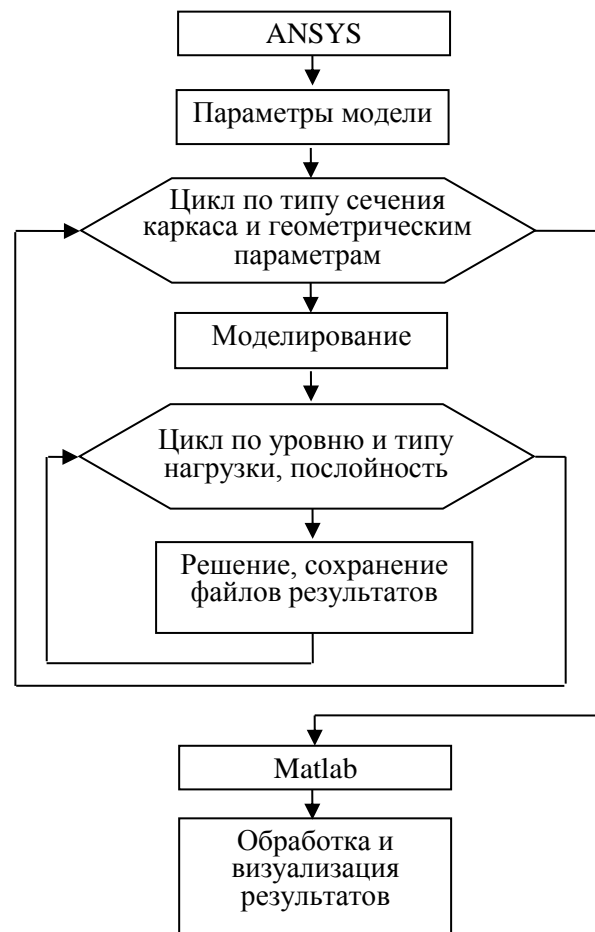 ANSYS
Параметры модели
Цикл по типу сечения
каркаса и геометрическим
параметрам
Моделирование
Цикл по уровню и типу
нагрузки, послойность
Решение, сохранение
файлов результатов
Matlab
Обработка и
визуализация
результатов